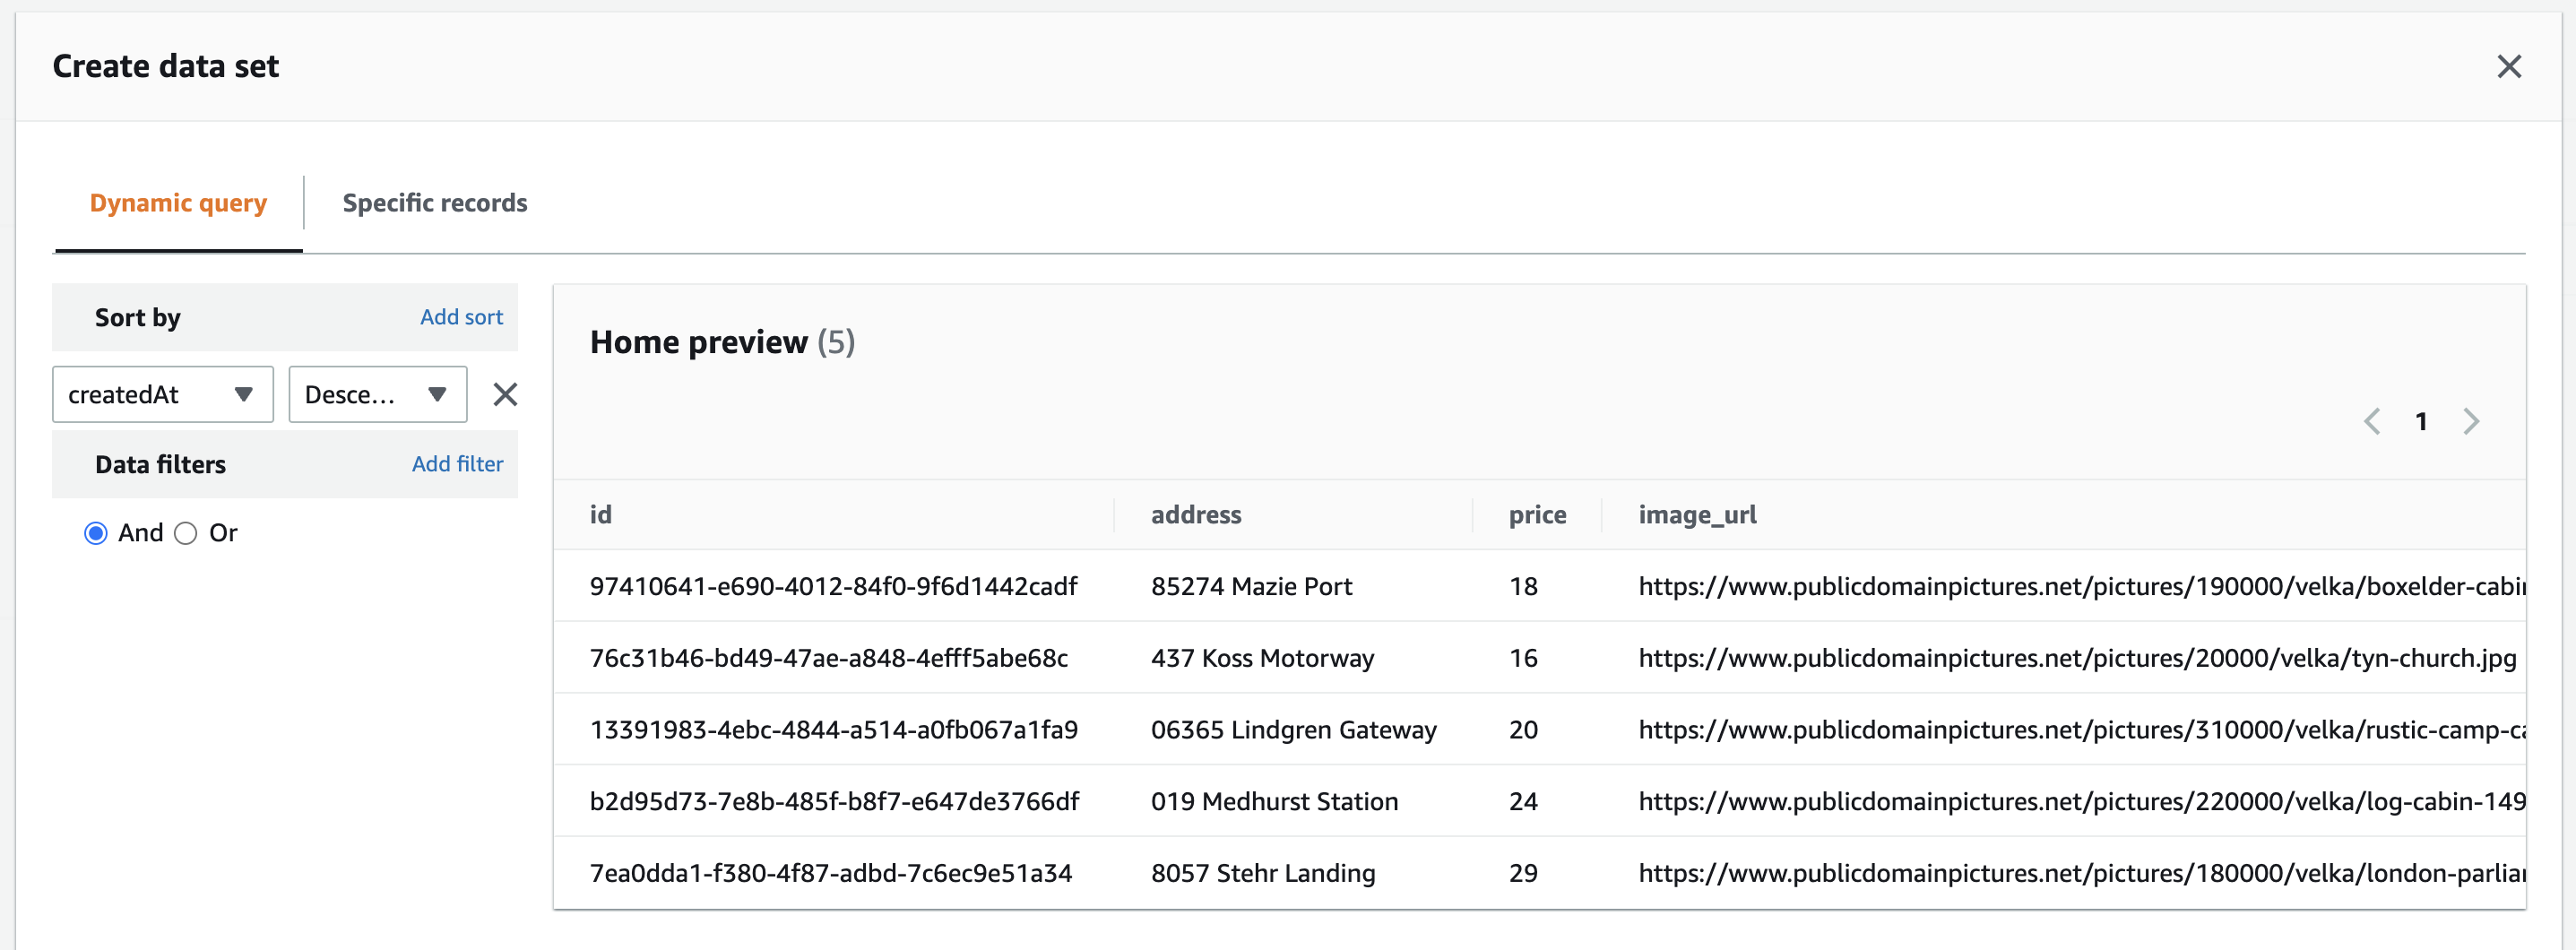 Create data set
Dynamic query
Specific records
Sort by
Add sort
createdAt
Desce...
Data filters
Add filter
And
Or
Home preview (5)
1
id address price image_url
97410641-e690-4012-84f0-9f6d1442cadf 85274 Mazie Port 18 https://www.publicdomainpictures.net/pictures/190000/velka/boxelder-cabin
76c31b46-bd49-47ae-a848-4efff5abe68c 437 Koss Motorway 16 https://www.publicdomainpictures.net/pictures/20000/velka/tyn-church.jpg
13391983-4ebc-4844-a514-a0fb067a1fa9 06365 Lindgren Gateway 20 https://www.publicdomainpictures.net/pictures/310000/velka/rustic-camp-ca
b2d95d73-7e8b-485f-b8f7-e647de3766df 019 Medhurst Station 24 https://www.publicdomainpictures.net/pictures/220000/velka/log-cabin-149
7ea0dda1-f380-4f87-adbd-7c6ec9e51a34 8057 Stehr Landing 29 https://www.publicdomainpictures.net/pictures/180000/velka/london-parlia